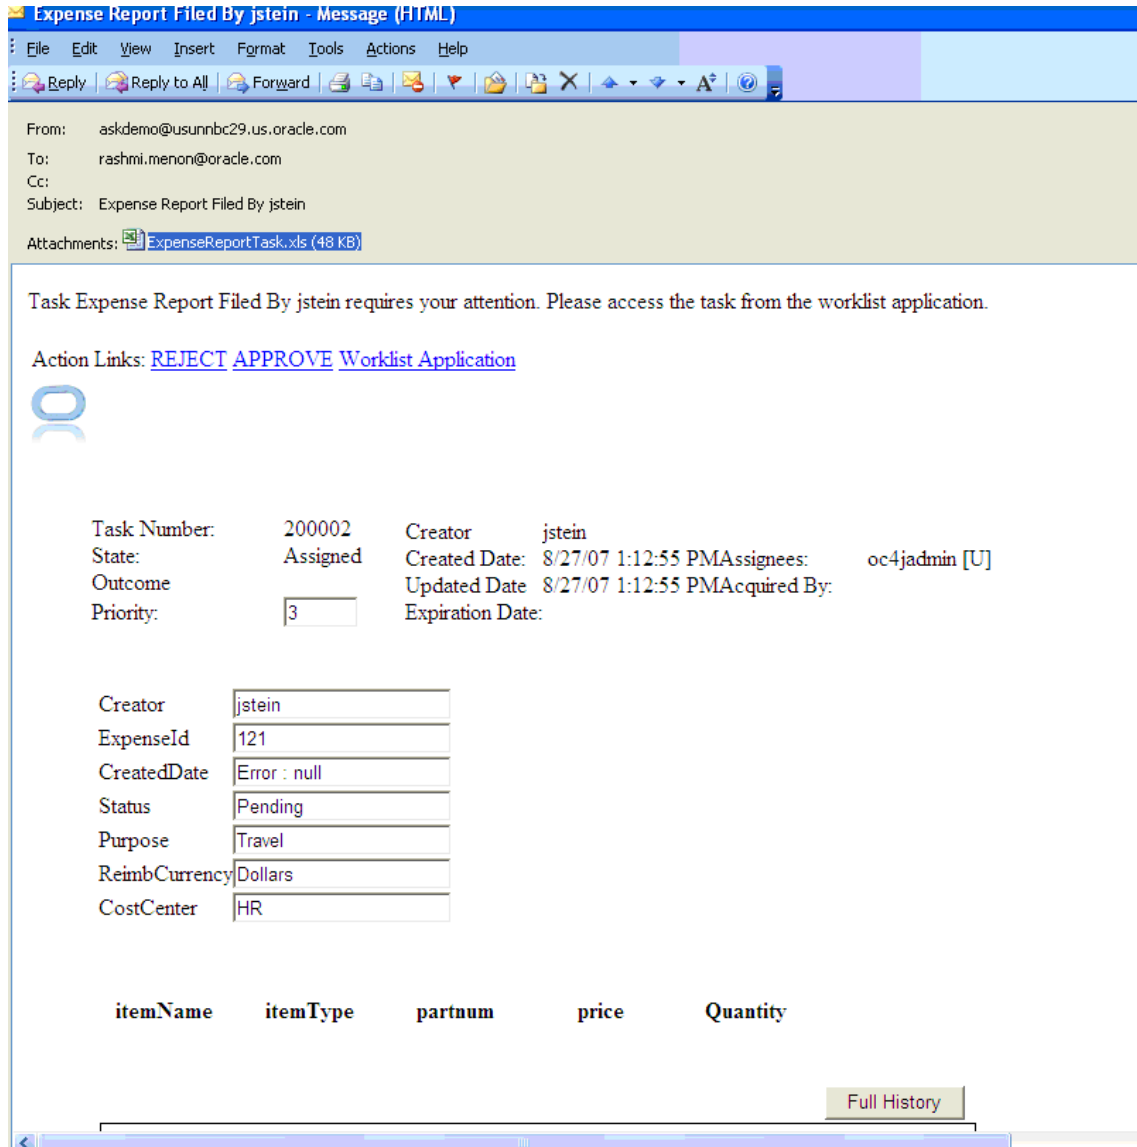 Expense Report Filed By jstein - Message (HTML)
File Edit View Insert Format Tools Actions Help
Reply Reply to All Forward
From: askdemo@usunnbc29.us.oracle.com
To: rashmi.menon@oracle.com
Cc:
Subject: Expense Report Filed By jstein
Attachments: ExpenseReportTask.xls (48 KB)
Task Expense Report Filed By jstein requires your attention. Please access the task from the worklist application.
Action Links: REJECT APPROVE Worklist Application
Task Number: 200002 Creator jstein
State: Assigned Created Date: 8/27/07 1:12:55 PMAssignees: oc4jadmin [U]
Outcome Updated Date 8/27/07 1:12:55 PMAcquired By:
Priority: 3 Expiration Date:
Creator jstein
ExpenseId 121
CreatedDate Error : null
Status Pending
Purpose Travel
ReimbCurrency Dollars
CostCenter HR
itemName itemType partnum price Quantity
Full History